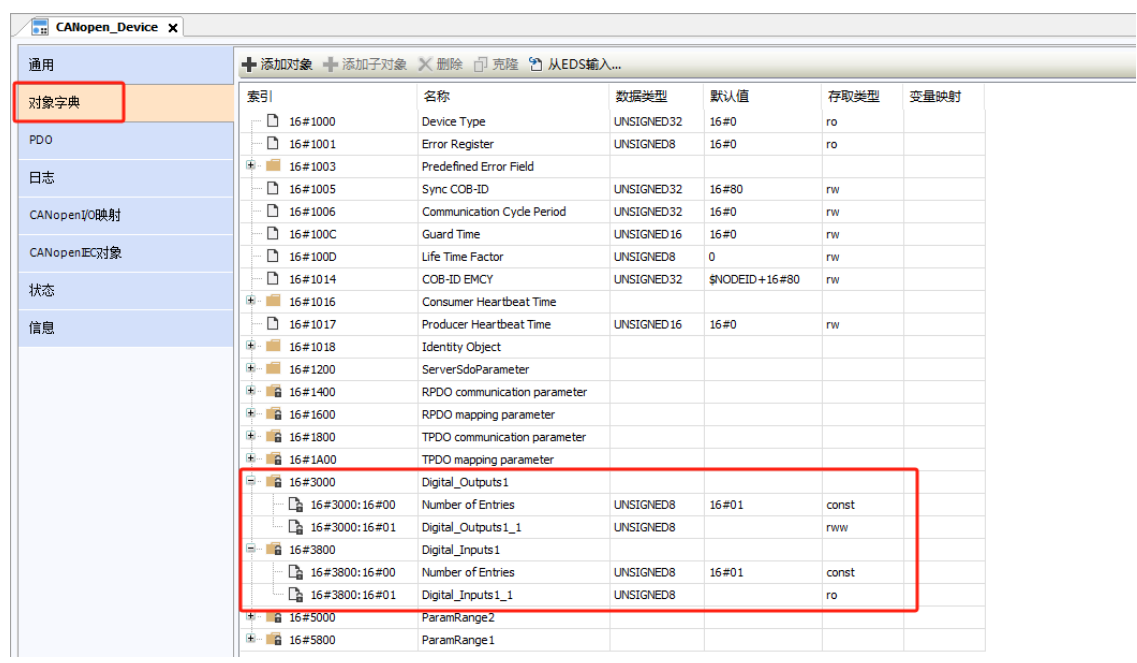 CANopen_Device x
通用
对象字典
PDO
日志
CANopenI/O映射
CANopenIEC对象
状态
信息
添加对象 添加子对象 删除 克隆 从EDS输入...
索引 名称 数据类型 默认值 存取类型 变量映射
16#1000 Device Type UNSIGNED32 16#0 ro
16#1001 Error Register UNSIGNED8 16#0 ro
16#1003 Predefined Error Field
16#1005 Sync COB-ID UNSIGNED32 16#80 rw
16#1006 Communication Cycle Period UNSIGNED32 16#0 rw
16#100C Guard Time UNSIGNED16 16#0 rw
16#100D Life Time Factor UNSIGNED8 0 rw
16#1014 COB-ID EMCY UNSIGNED32 $NODEID+16#80 rw
16#1016 Consumer Heartbeat Time
16#1017 Producer Heartbeat Time UNSIGNED16 16#0 rw
16#1018 Identity Object
16#1200 ServerSdoParameter
16#1400 RPDO communication parameter
16#1600 RPDO mapping parameter
16#1800 TPDO communication parameter
16#1A00 TPDO mapping parameter
16#3000 Digital_Outputs1
16#3000:16#00 Number of Entries UNSIGNED8 16#01 const
16#3000:16#01 Digital_Outputs1_1 UNSIGNED8 rww
16#3800 Digital_Inputs1
16#3800:16#00 Number of Entries UNSIGNED8 16#01 const
16#3800:16#01 Digital_Inputs1_1 UNSIGNED8 ro
16#5000 ParamRange2
16#5800 ParamRange1